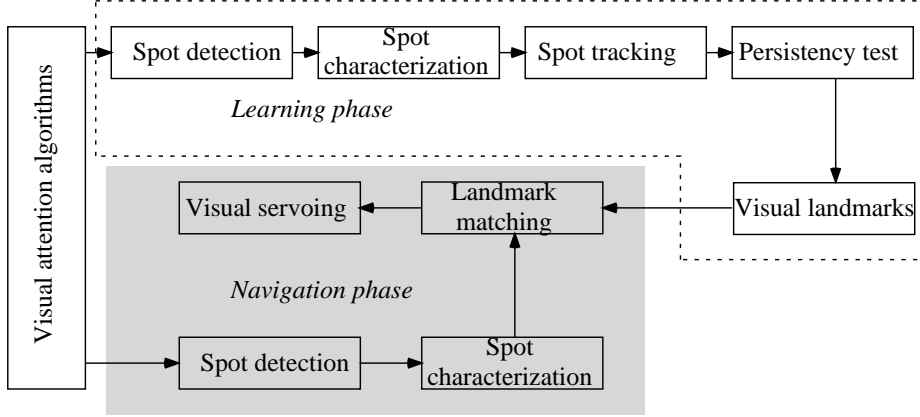 Visual attention algorithms
Spot detection
Spot
characterization
Spot tracking
Persistency test
Learning phase
Visual servoing
Landmark
matching
Visual landmarks
Navigation phase
Spot detection
Spot
characterization